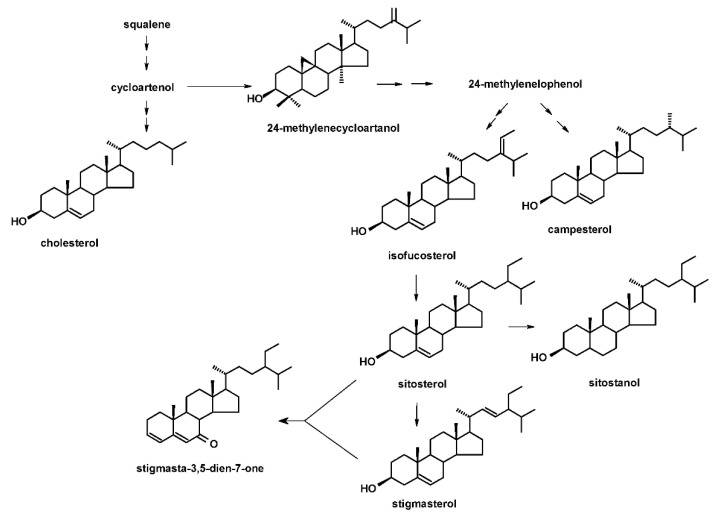 squalene
cycloartenol
HO
24-methylenecycloartanol
24-methylenelophenol
HO
cholesterol
HO
isofucosterol
HO
campesterol
HO
sitosterol
HO
sitostanol
O
stigmasta-3,5-dien-7-one
HO
stigmasterol